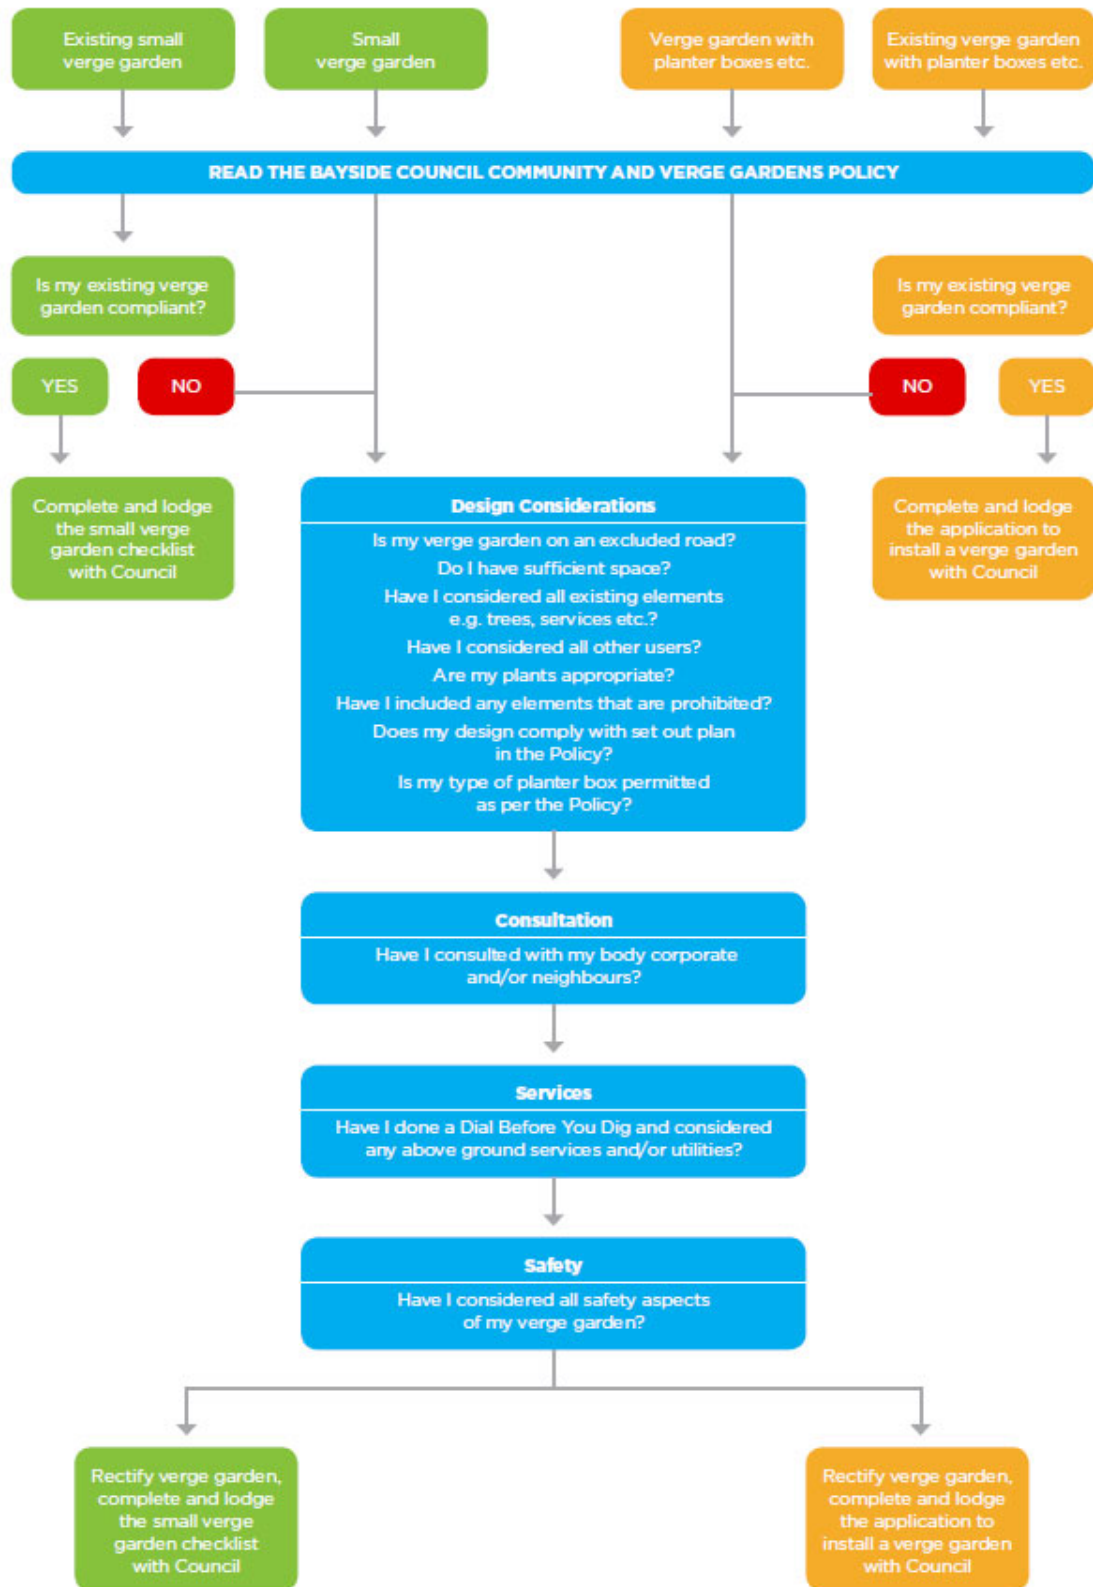 Existing small
verge garden
Small
verge garden
Verge garden with
planter boxes etc.
Existing verge garden
with planter boxes etc.
READ THE BAYSIDE COUNCIL COMMUNITY AND VERGE GARDENS POLICY
Is my existing verge
garden compliant?
Is my existing verge
garden compliant?
YES
NO
NO
YES
Complete and lodge
the small verge
garden checklist
with Council
Design Considerations
Is my verge garden on an excluded road?
Do I have sufficient space?
Have I considered all existing elements
e.g. trees, services etc.?
Have I considered all other users?
Are my plants appropriate?
Have I included any elements that are prohibited?
Does my design comply with set out plan
in the Policy?
Is my type of planter box permitted
as per the Policy?
Complete and lodge
the application to
install a verge garden
with Council
Consultation
Have I consulted with my body corporate
and/or neighbours?
Services
Have I done a Dial Before You Dig and considered
any above ground services and/or utilities?
Safety
Have I considered all safety aspects
of my verge garden?
Rectify verge garden,
complete and lodge
the small verge
garden checklist
with Council
Rectify verge garden,
complete and lodge
the application to
install a verge garden
with Council